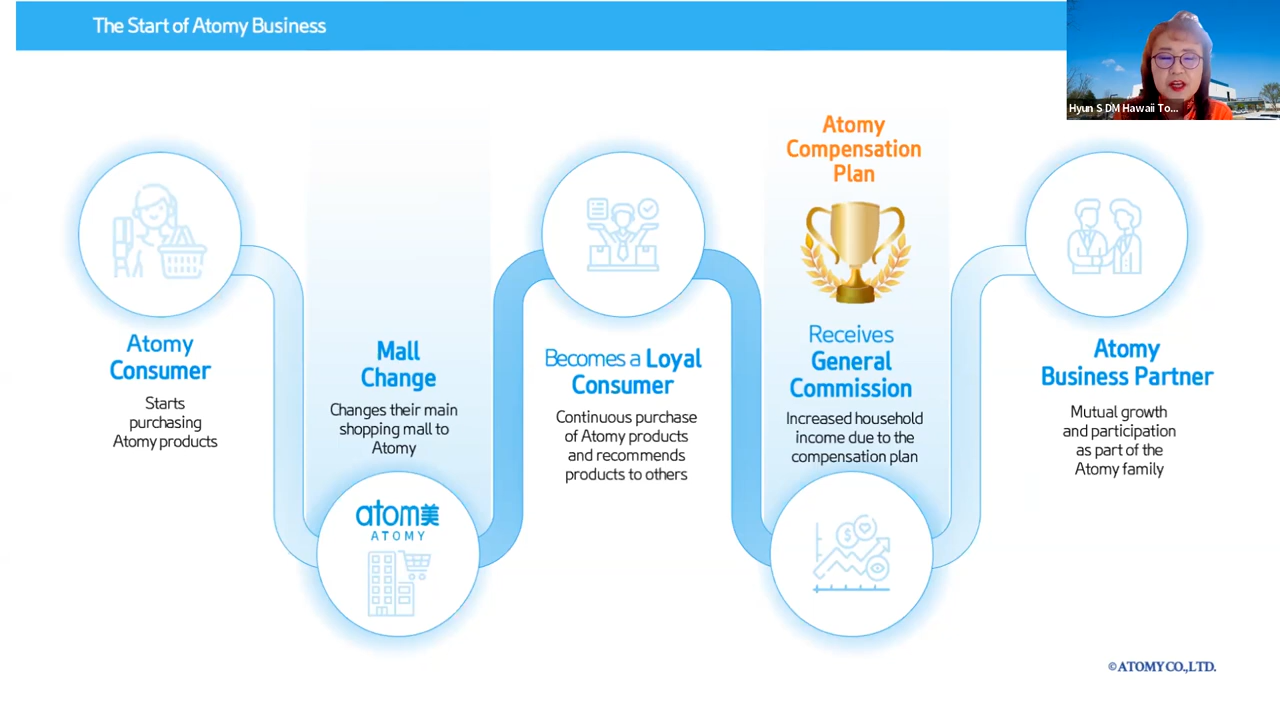 The Start of Atomy Business
Hyun S DM Hawaii To...
Atomy
Consumer
Starts
purchasing
Atomy products
Mall
Change
Changes their main
shopping mall to
Atomy
atom美
ATOMY
Becomes a Loyal
Consumer
Continuous purchase
of Atomy products
and recommends
products to others
Atomy
Compensation
Plan
Receives
General
Commission
Increased household
income due to the
compensation plan
Atomy
Business Partner
Mutual growth
and participation
as part of the
Atomy family
©ATOMY CO.,LTD.